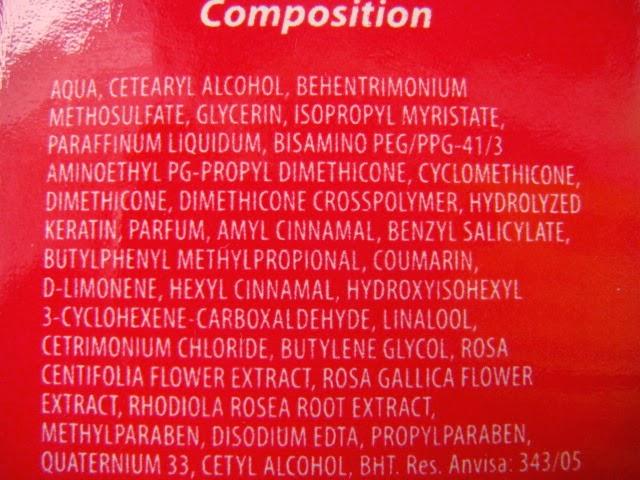 Composition
AQUA, CETEARYL ALCOHOL, BEHENTRIMONIUM
METHOSULFATE, GLYCERIN, ISOPROPYL MYRISTATE,
PARAFFINUM LIQUIDUM, BISAMINO PEG/PPG-41/3
AMINOETHYL PG-PROPYL DIMETHICONE, CYCLOMETHICONE,
DIMETHICONE, DIMETHICONE CROSSPOLYMER, HYDROLYZED
KERATIN, PARFUM, AMYL CINNAMAL, BENZYL SALICYLATE,
BUTYLPHENYL METHYLPROPIONAL, COUMARIN,
D-LIMONENE, HEXYL CINNAMAL, HYDROXYISOHEXYL
3-CYCLOHEXENE-CARBOXALDEHYDE, LINALOOL,
CETRIMONIUM CHLORIDE, BUTYLENE GLYCOL, ROSA
CENTIFOLIA FLOWER EXTRACT, ROSA GALLICA FLOWER
EXTRACT, RHODIOLA ROSEA ROOT EXTRACT,
METHYLPARABEN, DISODIUM EDTA, PROPYLPARABEN,
QUATERNIUM 33, CETYL ALCOHOL, BHT. Res. Anvisa: 343/05